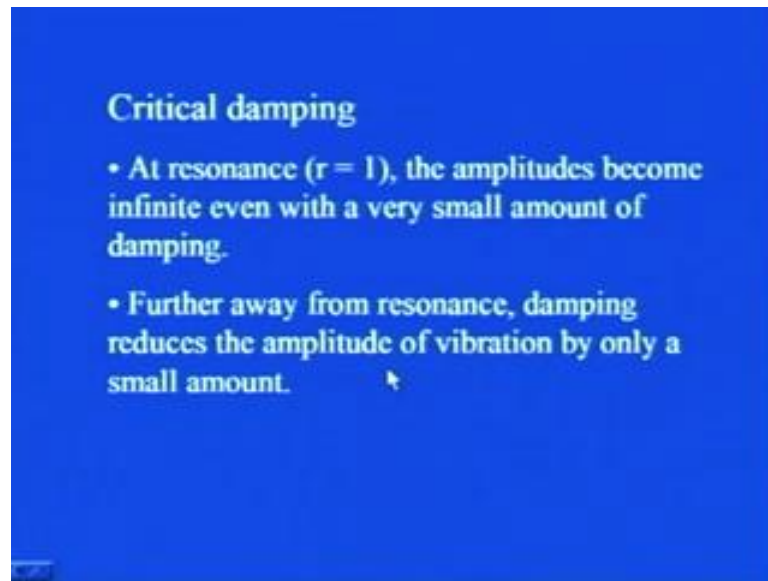 Critical damping
• At resonance (r = 1), the amplitudes become
infinite even with a very small amount of
damping.
• Further away from resonance, damping
reduces the amplitude of vibration by only a
small amount.